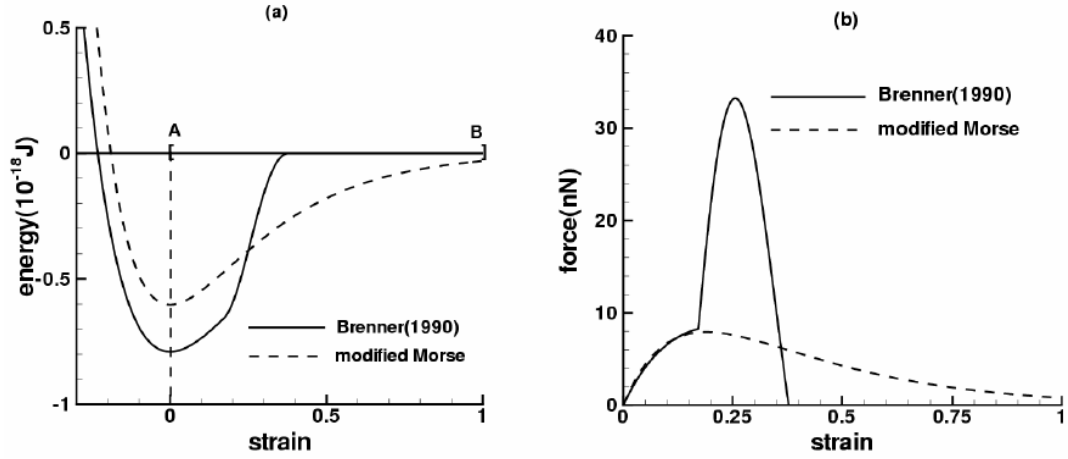 (a)
0.5
A
B
0
energy(10⁻¹⁸J)
-0.5
Brenner(1990)
modified Morse
-1
0
0.5
1
strain
(b)
40
Brenner(1990)
modified Morse
30
force(nN)
20
10
0
0
0.25
0.5
0.75
1
strain